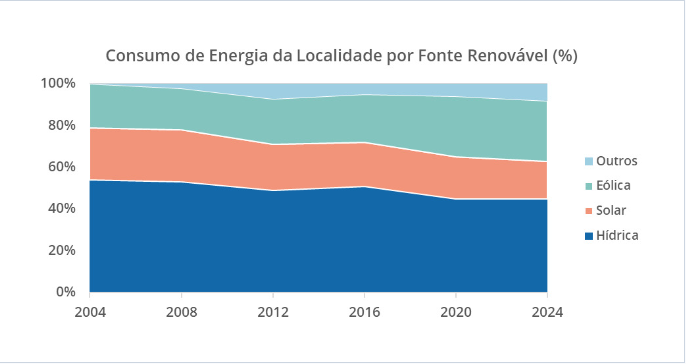 Consumo de Energia da Localidade por Fonte Renovável (%)
100%
80%
60%
40%
20%
0%
2004 2008 2012 2016 2020 2024
Outros
Eólica
Solar
Hídrica